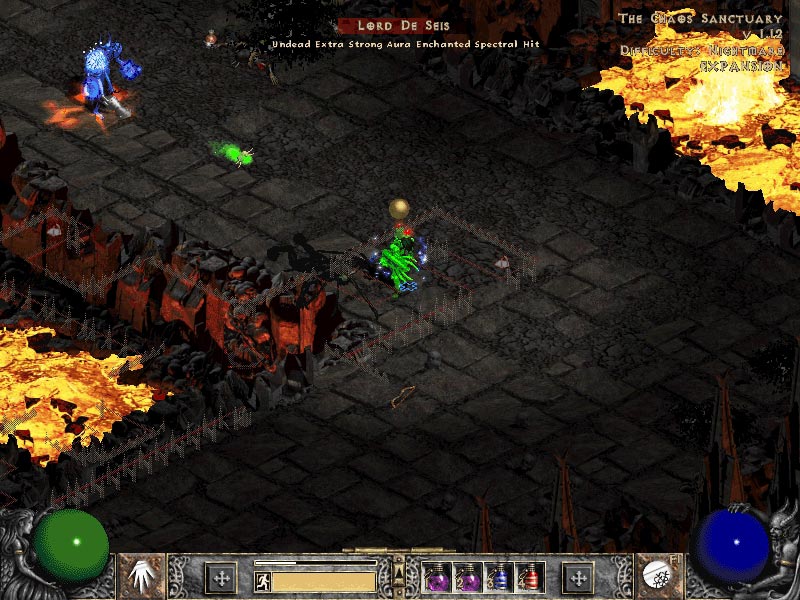 Lord De Seis
Undead Extra Strong Aura Enchanted Spectral Hit
The Chaos Sanctuary
v 1.12
Difficulty: Nightmare
Expansion